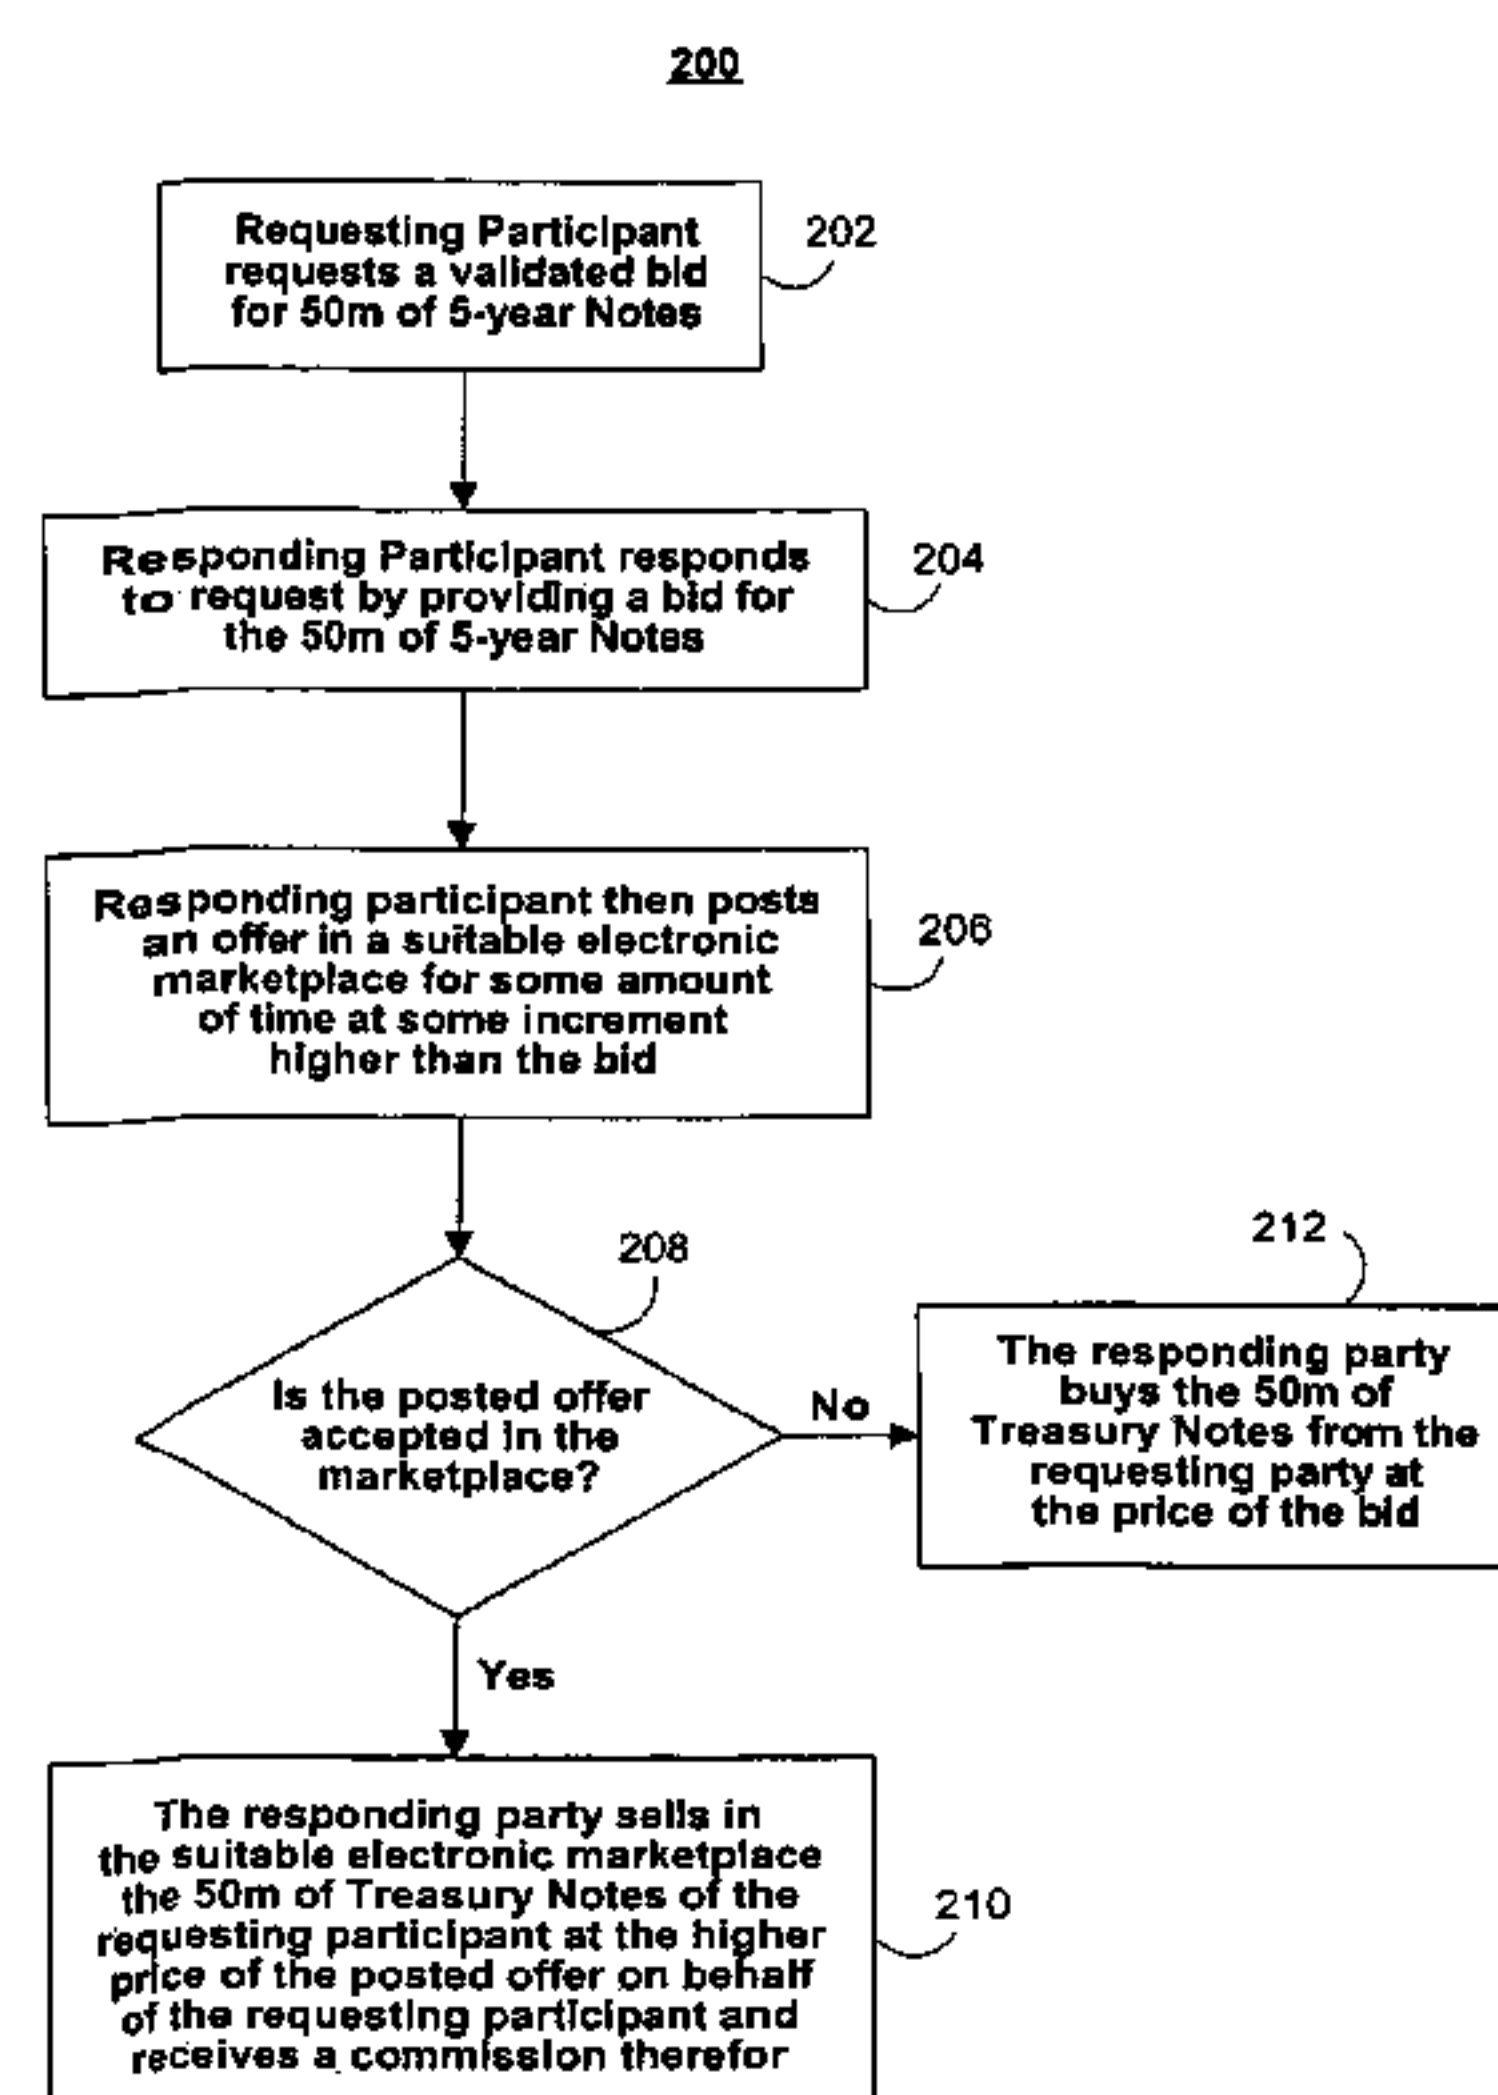 200
Requesting Participant
requests a validated bid
for 50m of 5-year Notes
202
Responding Participant responds
to request by providing a bid for
the 50m of 5-year Notes
204
Responding participant then posts
an offer in a suitable electronic
marketplace for some amount
of time at some increment
higher than the bid
206
208
Is the posted offer
accepted in the
marketplace?
No
212
The responding party
buys the 50m of
Treasury Notes from the
requesting party at
the price of the bid
Yes
The responding party sells in
the suitable electronic marketplace
the 50m of Treasury Notes of the
requesting participant at the higher
price of the posted offer on behalf
of the requesting participant and
receives a commission therefor
210